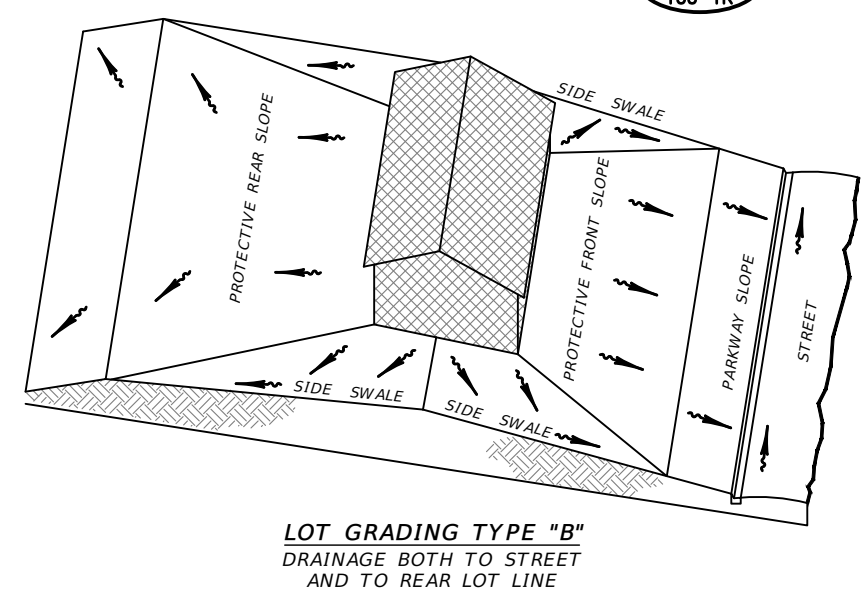 SIDE SWALE
PROTECTIVE REAR SLOPE
PROTECTIVE FRONT SLOPE
PARKWAY SLOPE
STREET
SIDE SWALE
SIDE SWALE
LOT GRADING TYPE "B"
DRAINAGE BOTH TO STREET
AND TO REAR LOT LINE